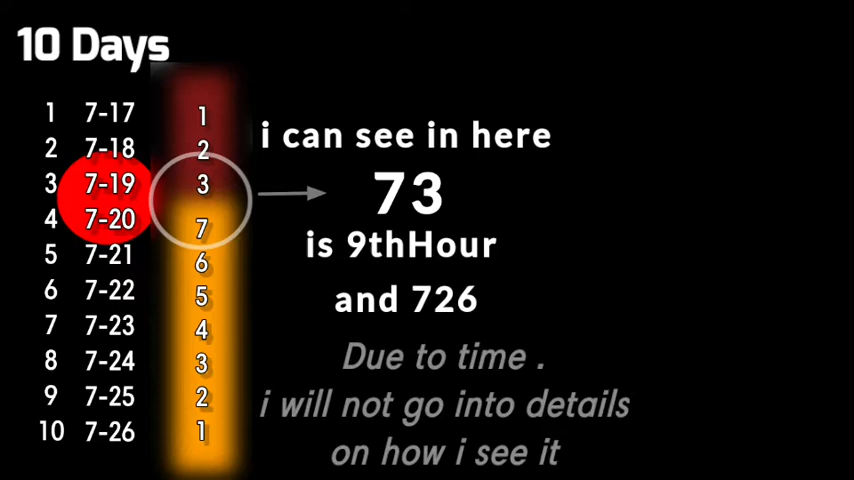 10 Days
1 7-17 1
2 7-18 2
3 7-19 3
4 7-20 7
5 7-21 6
6 7-22 5
7 7-23 4
8 7-24 3
9 7-25 2
10 7-26 1
i can see in here
73
is 9thHour
and 726
Due to time .
i will not go into details
on how i see it